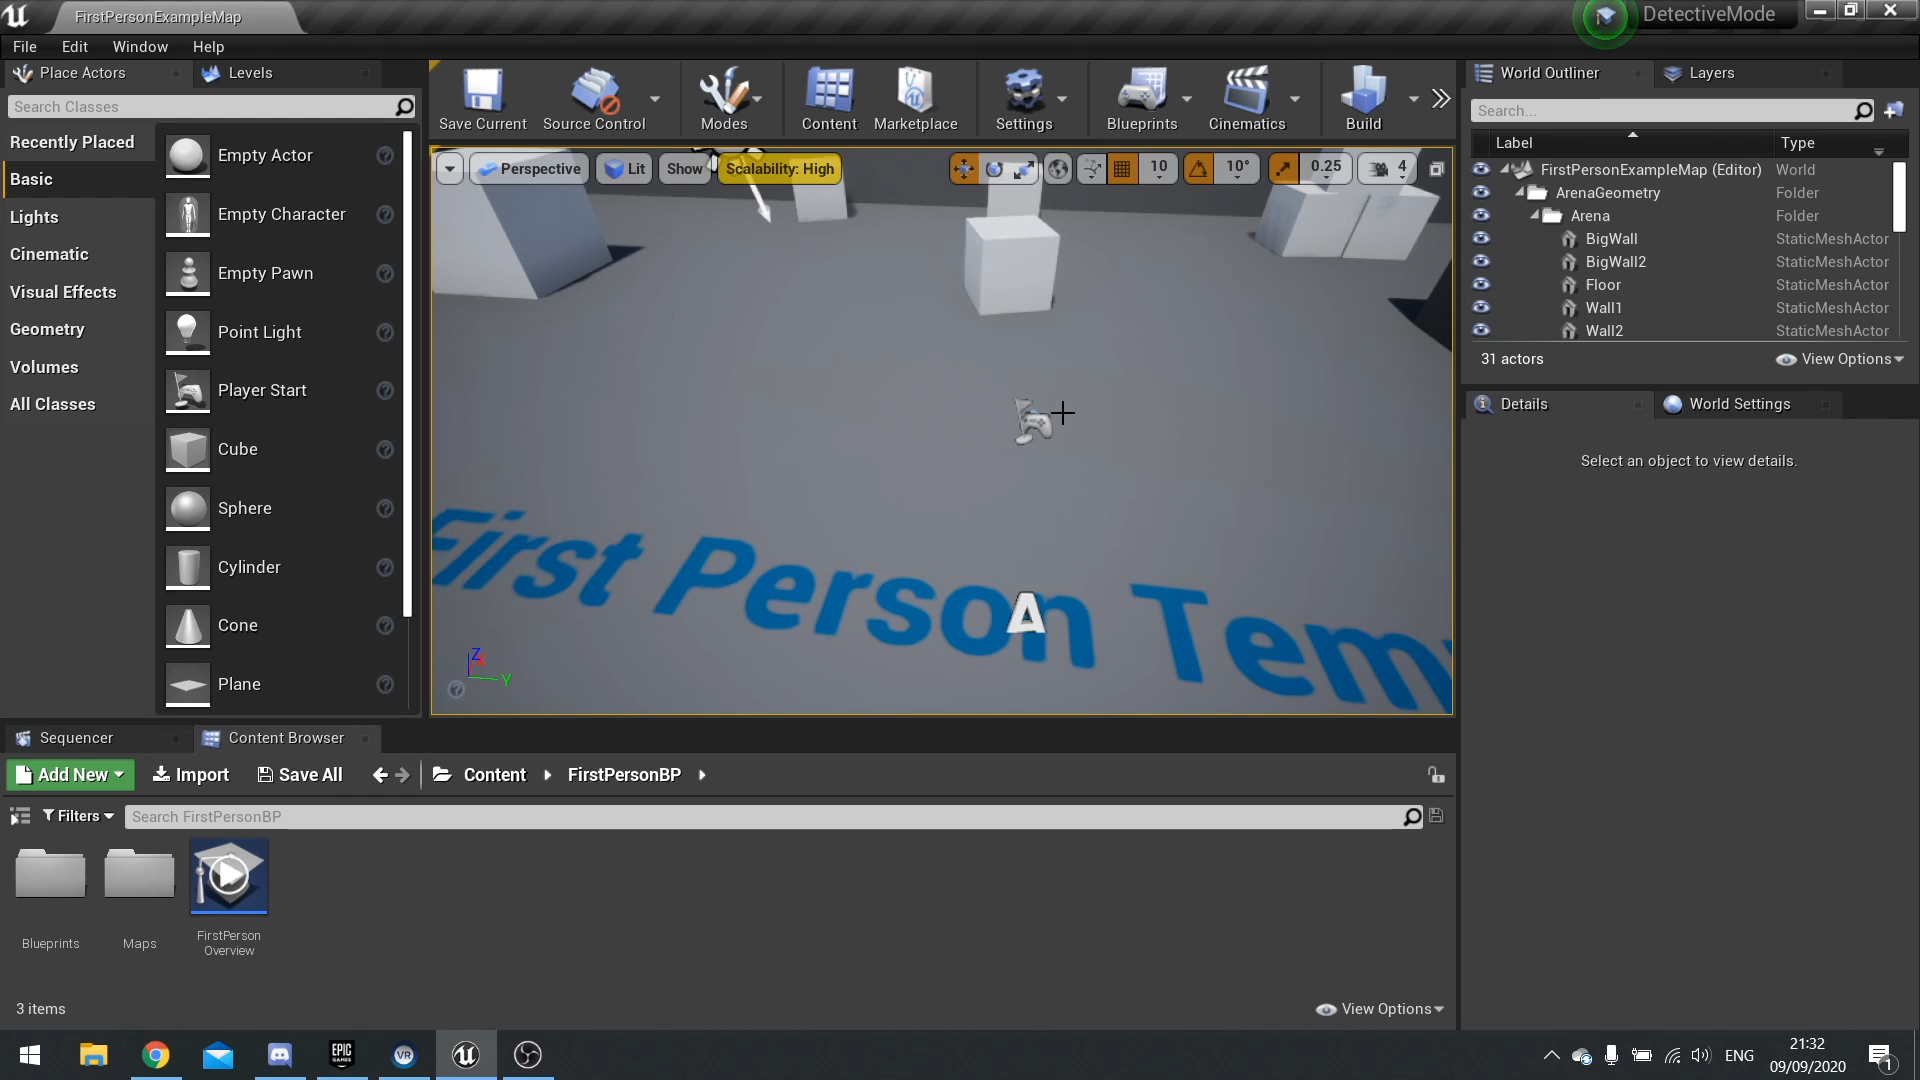 FirstPersonExampleMap
DetectiveMode
File Edit Window Help
Place Actors
Levels
Search Classes
Recently Placed
Basic
Lights
Cinematic
Visual Effects
Geometry
Volumes
All Classes
Empty Actor
Empty Character
Empty Pawn
Point Light
Player Start
Cube
Sphere
Cylinder
Cone
Plane
Save Current
Source Control
Modes
Content
Marketplace
Settings
Blueprints
Cinematics
Build
Perspective
Lit
Show
Scalability: High
10
10°
0.25
4
First Person Temp
A
Z
X
Y
World Outliner
Layers
Search...
Label Type
FirstPersonExampleMap (Editor) World
ArenaGeometry Folder
Arena Folder
BigWall StaticMeshActor
BigWall2 StaticMeshActor
Floor StaticMeshActor
Wall1 StaticMeshActor
Wall2 StaticMeshActor
31 actors
View Options
Details
World Settings
Select an object to view details.
Sequencer
Content Browser
Add New
Import
Save All
Content
FirstPersonBP
Filters
Search FirstPersonBP
Blueprints
Maps
FirstPerson
Overview
3 items
View Options
EPIC
GAMES
VR
ENG
21:32
09/09/2020
1